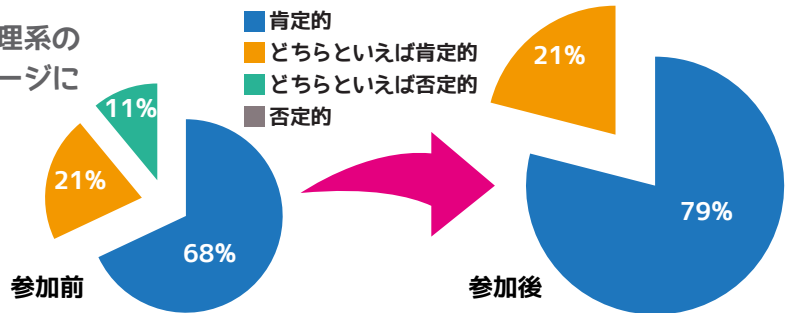 理系の
ージに
肯定的
どちらといえば肯定的
どちらといえば否定的
否定的
11%
21%
68%
参加前
21%
79%
参加後